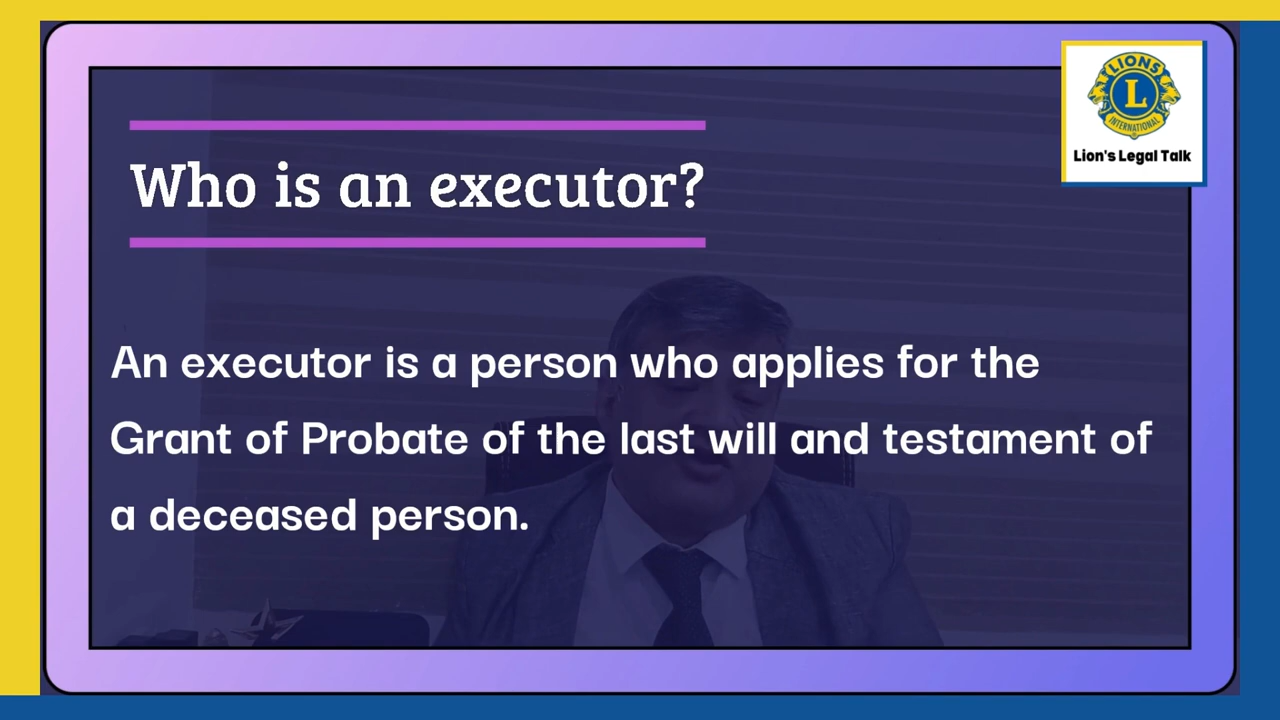 LIONS
L
INTERNATIONAL
Lion's Legal Talk
Who is an executor?
An executor is a person who applies for the
Grant of Probate of the last will and testament of
a deceased person.